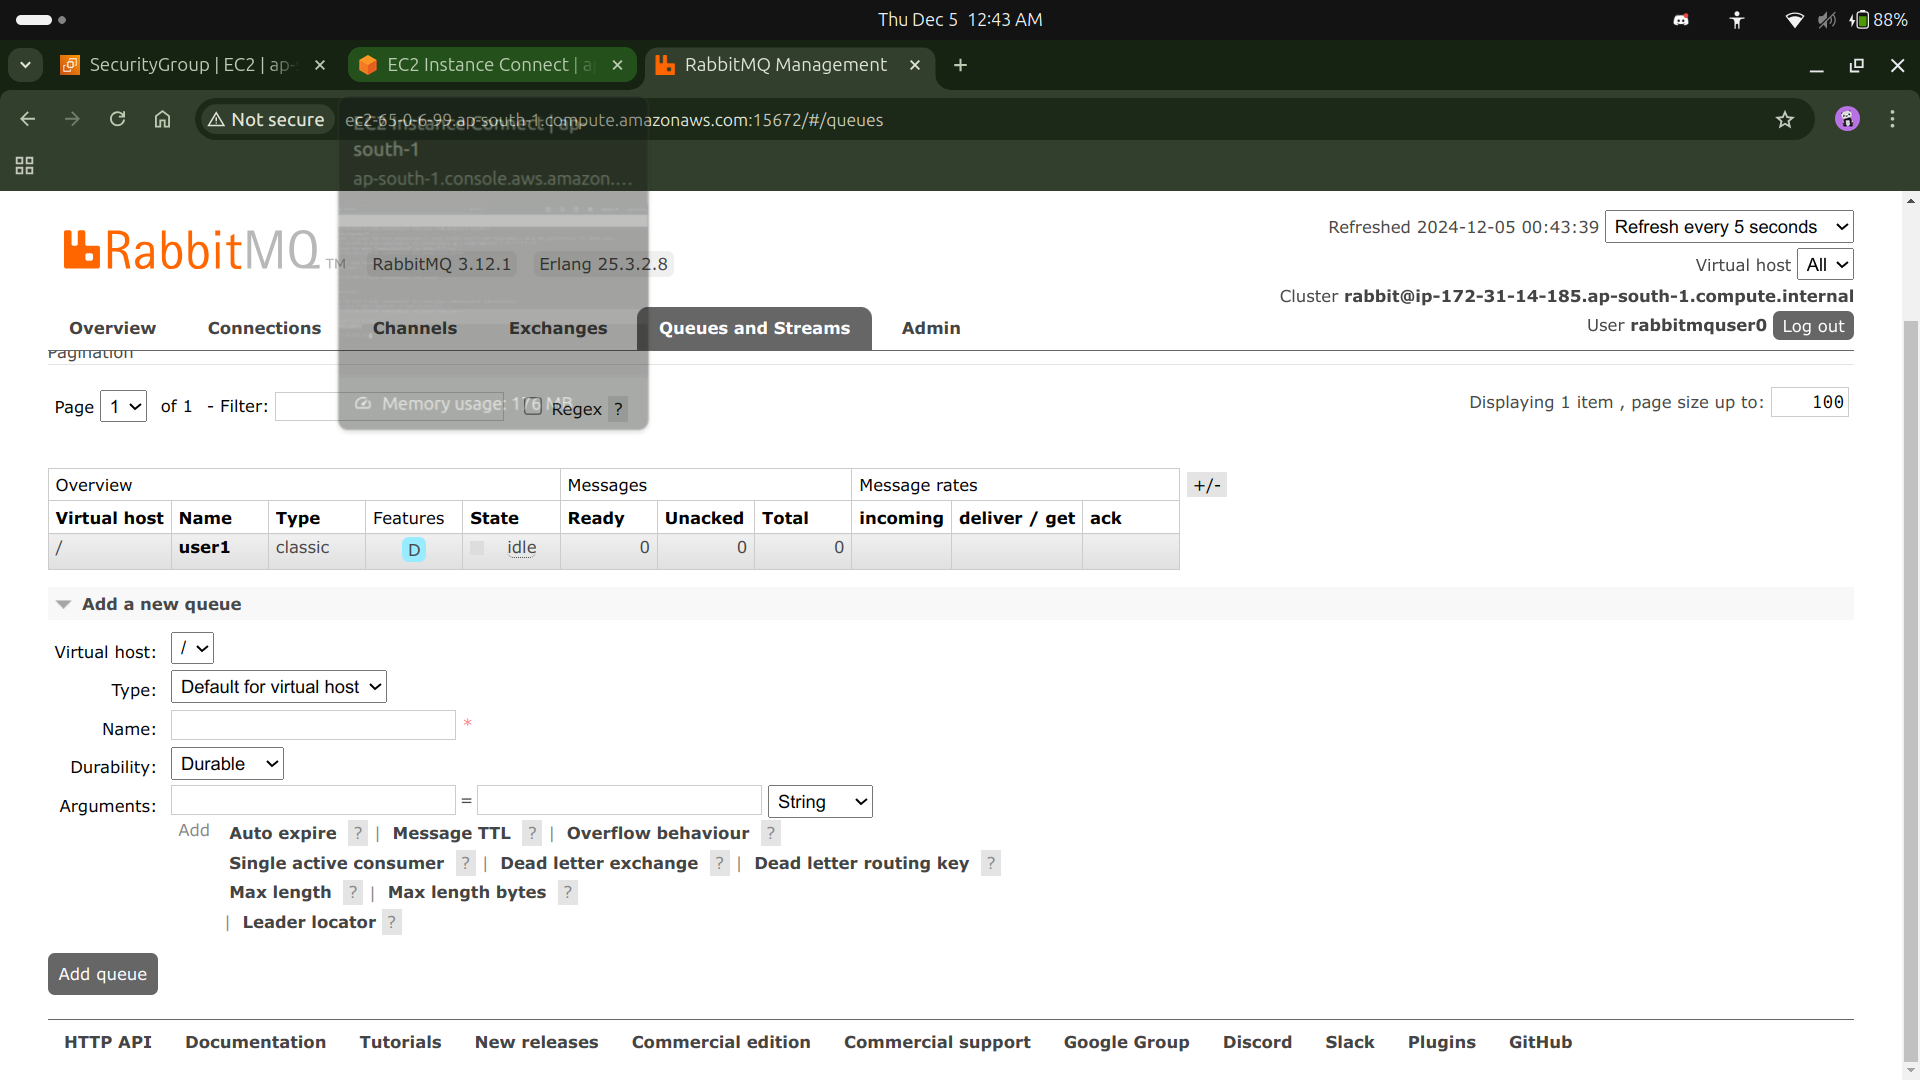 Thu Dec 5 12:43 AM
88%
SecurityGroup | EC2 | ap-s
EC2 Instance Connect | a
RabbitMQ Management
Not secure
ec2-65-0-6-99.ap-south-1.compute.amazonaws.com:15672/#/queues
EC2 Instance Connect | ap-
south-1
ap-south-1.console.aws.amazon....
Memory usage: 176 MB
RabbitMQ TM
RabbitMQ 3.12.1 Erlang 25.3.2.8
Refreshed 2024-12-05 00:43:39 Refresh every 5 seconds
Virtual host All
Cluster rabbit@ip-172-31-14-185.ap-south-1.compute.internal
User rabbitmquser0 Log out
Overview Connections Channels Exchanges Queues and Streams Admin
Pagination
Page 1 of 1 - Filter: Regex ?
Displaying 1 item , page size up to: 100
Overview Messages Message rates +/-
Virtual host Name Type Features State Ready Unacked Total incoming deliver / get ack
/ user1 classic D idle 0 0 0
Add a new queue
Virtual host: /
Type: Default for virtual host
Name: *
Durability: Durable
Arguments: = String
Add Auto expire ? | Message TTL ? | Overflow behaviour ?
Single active consumer ? | Dead letter exchange ? | Dead letter routing key ?
Max length ? | Max length bytes ?
| Leader locator ?
Add queue
HTTP API Documentation Tutorials New releases Commercial edition Commercial support Google Group Discord Slack Plugins GitHub